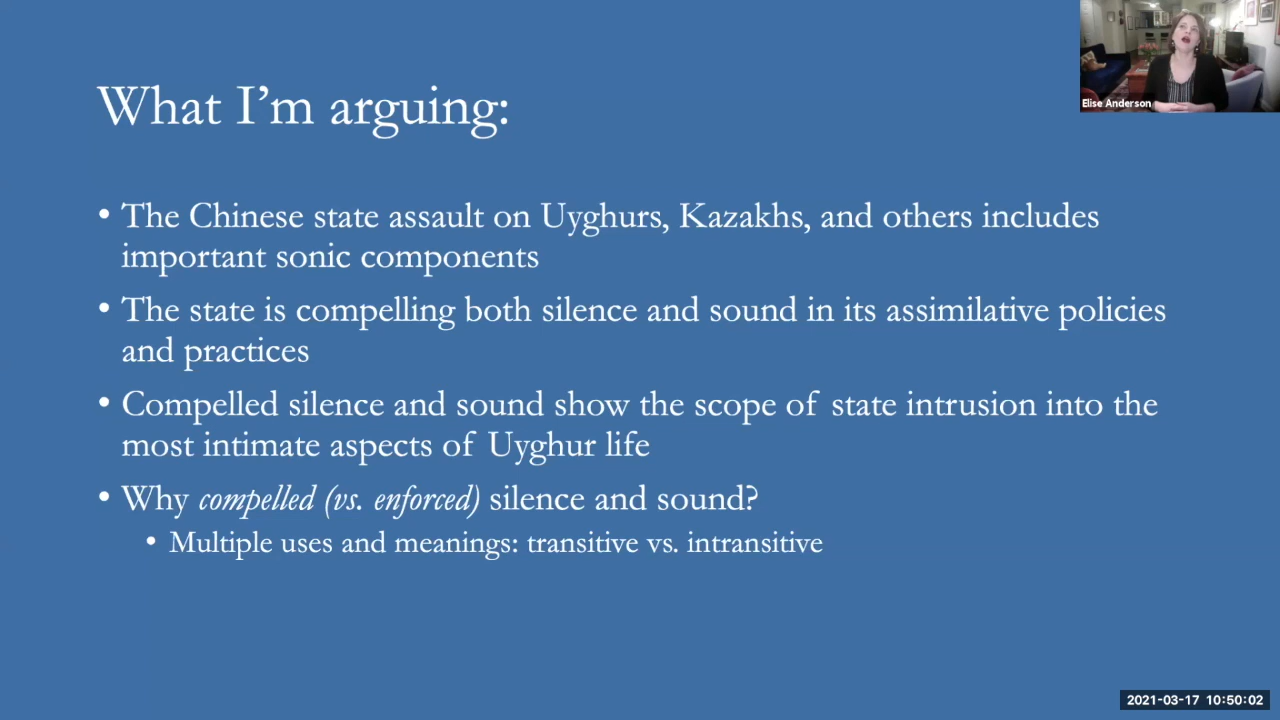 Elise Anderson
What I'm arguing:
• The Chinese state assault on Uyghurs, Kazakhs, and others includes
important sonic components
• The state is compelling both silence and sound in its assimilative policies
and practices
• Compelled silence and sound show the scope of state intrusion into the
most intimate aspects of Uyghur life
• Why compelled (vs. enforced) silence and sound?
• Multiple uses and meanings: transitive vs. intransitive
2021-03-17 10:50:02